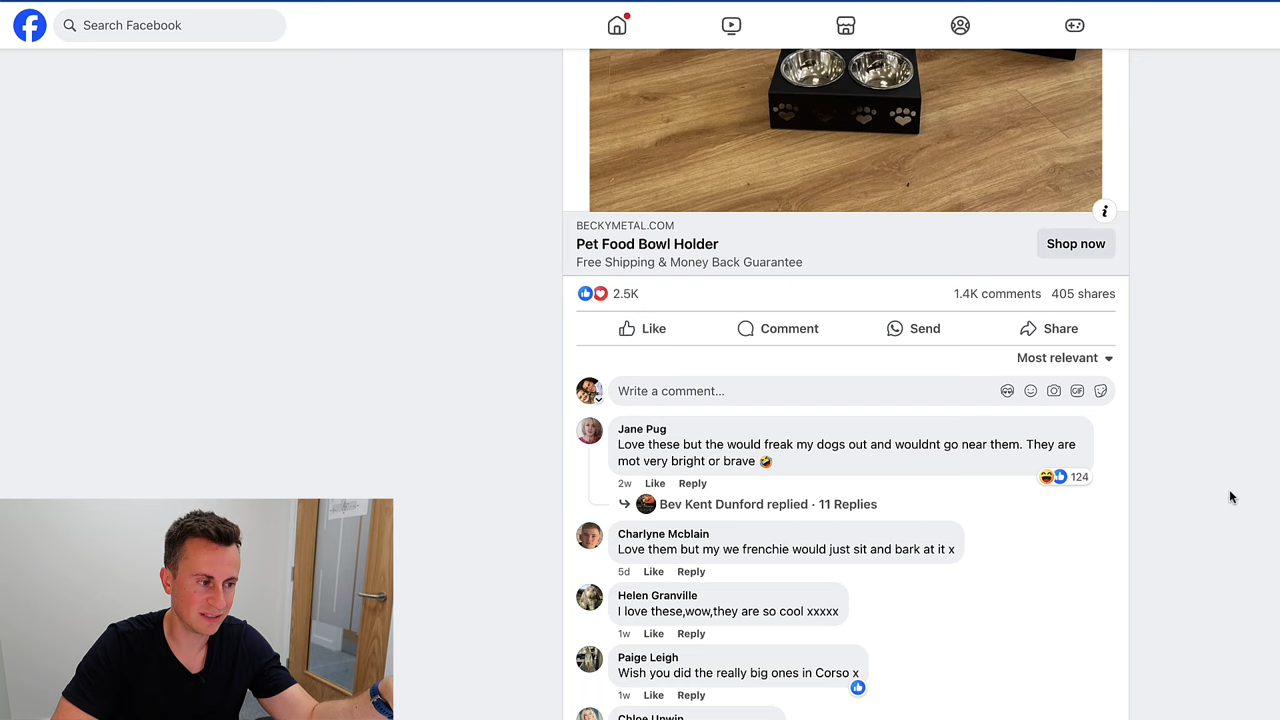 Search Facebook
BECKYMETAL.COM
Pet Food Bowl Holder
Free Shipping & Money Back Guarantee
Shop now
2.5K
1.4K comments 405 shares
Like
Comment
Send
Share
Most relevant
Write a comment...
GIF
Jane Pug
Love these but the would freak my dogs out and wouldnt go near them. They are
mot very bright or brave 🤣
124
2w Like Reply
Bev Kent Dunford replied · 11 Replies
Charlyne Mcblain
Love them but my we frenchie would just sit and bark at it x
5d Like Reply
Helen Granville
I love these,wow,they are so cool xxxxx
1w Like Reply
Paige Leigh
Wish you did the really big ones in Corso x
1w Like Reply
Chloe Unwin